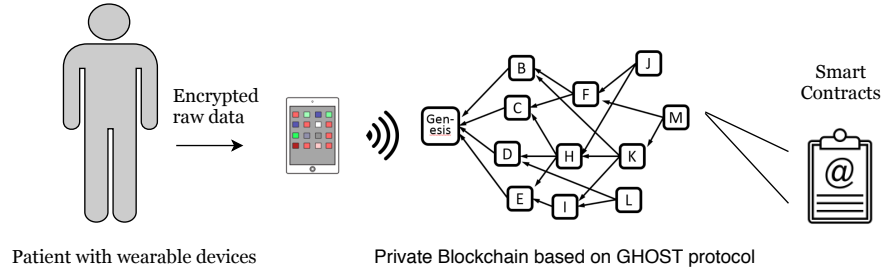 Encrypted
raw data
Gen-
esis
B
C
D
E
F
H
I
J
K
L
M
Smart
Contracts
@
Patient with wearable devices
Private Blockchain based on GHOST protocol